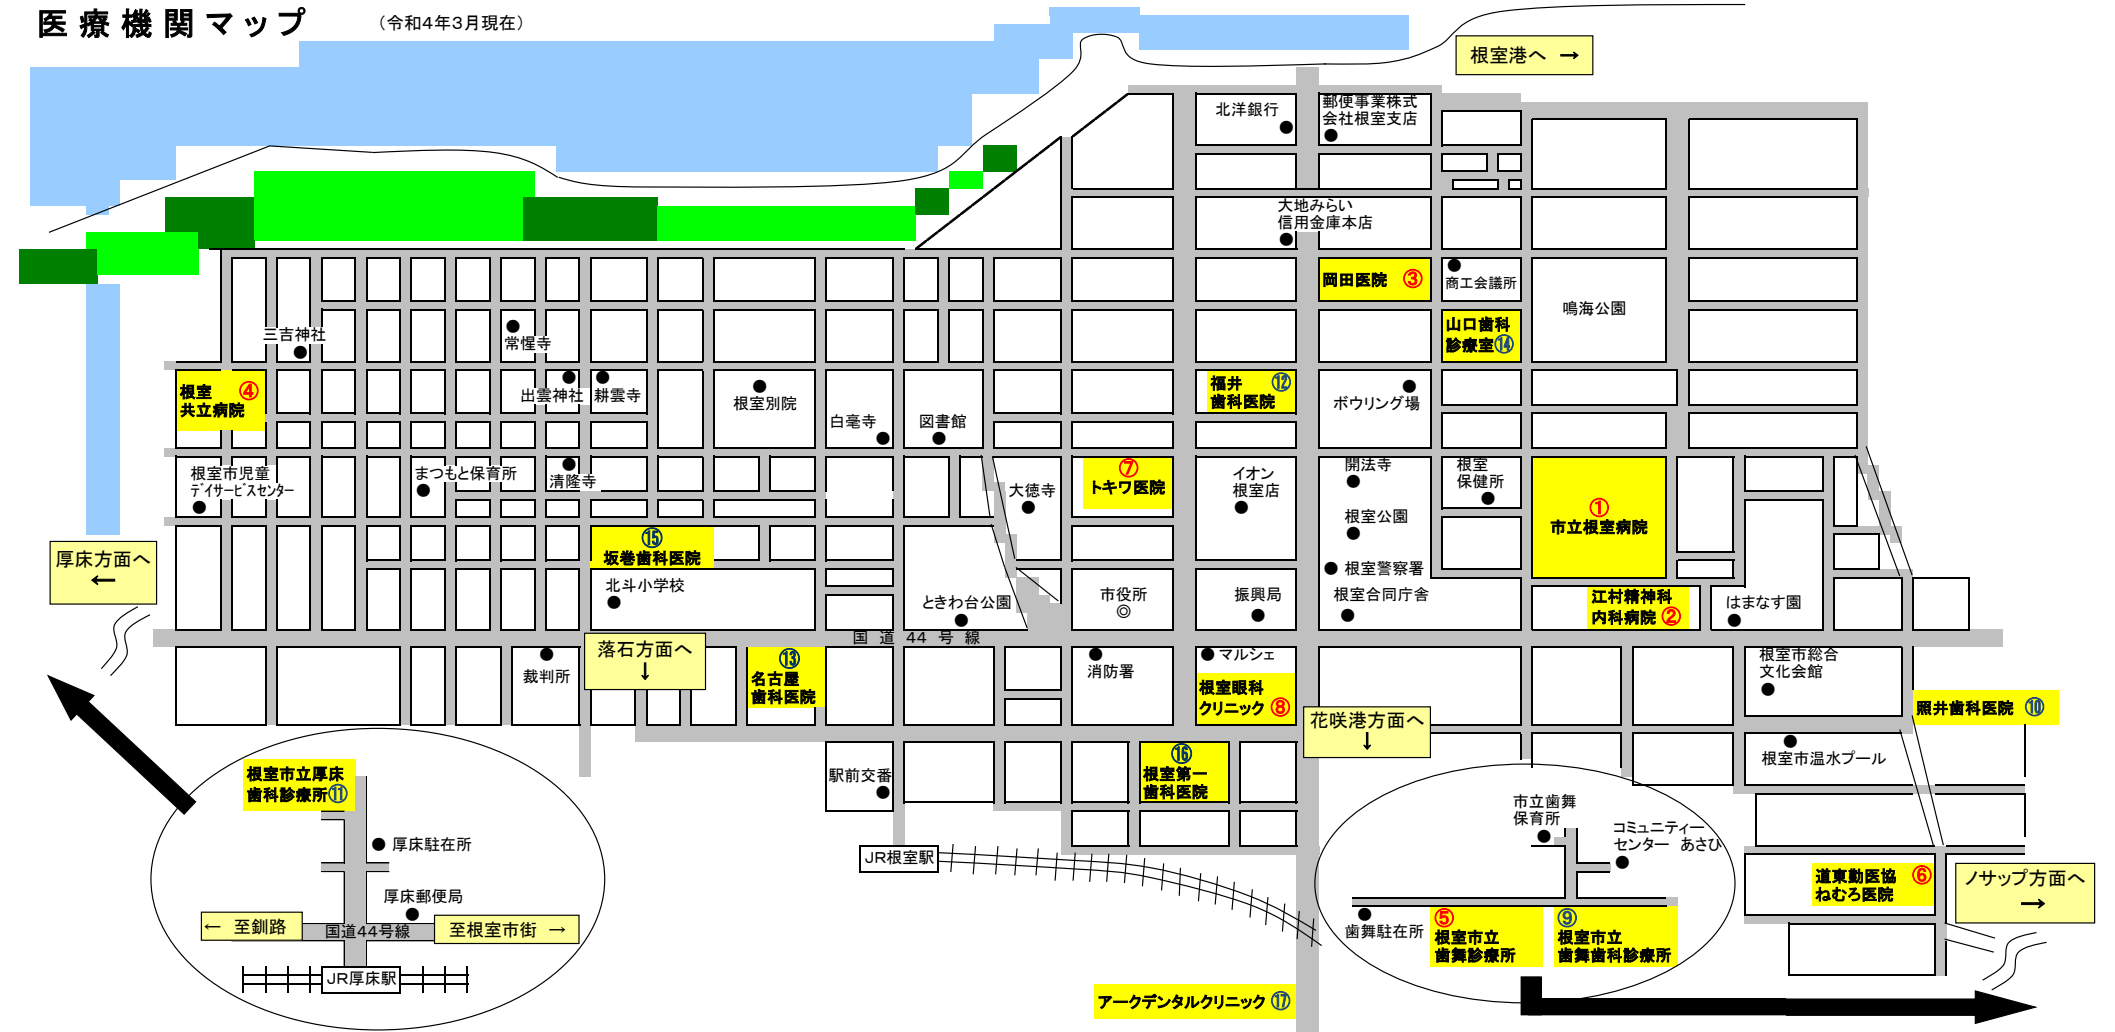 医療機関マップ
（令和4年3月現在）
根室港へ →
北洋銀行
郵便事業株式
会社根室支店
大地みらい
信用金庫本店
岡田医院 ③
商工会議所
鳴海公園
山口歯科
診療室⑭
三吉神社
常惺寺
根室 ④
共立病院
出雲神社
耕雲寺
根室別院
白毫寺
図書館
福井 ⑫
歯科医院
ボウリング場
根室市児童
デイサービスセンター
まつもと保育所
清隆寺
大徳寺
⑦
トキワ医院
イオン
根室店
開法寺
根室
保健所
根室公園
①
市立根室病院
⑮
坂巻歯科医院
厚床方面へ
←
北斗小学校
ときわ台公園
市役所
◎
振興局
根室警察署
根室合同庁舎
江村精神科
内科病院 ②
はまなす園
国道44号線
落石方面へ
↓
裁判所
⑬
名古屋
歯科医院
消防署
マルシェ
根室眼科
クリニック ⑧
花咲港方面へ
↓
根室市総合
文化会館
照井歯科医院 ⑩
根室市温水プール
駅前交番
⑯
根室第一
歯科医院
JR根室駅
根室市立厚床
歯科診療所⑪
厚床駐在所
厚床郵便局
← 至釧路
国道44号線
至根室市街 →
JR厚床駅
市立歯舞
保育所
コミュニティー
センター あさひ
歯舞駐在所
⑤
根室市立
歯舞診療所
⑨
根室市立
歯舞歯科診療所
道東勤医協 ⑥
ねむろ医院
ノサップ方面へ
→
アークデンタルクリニック ⑰